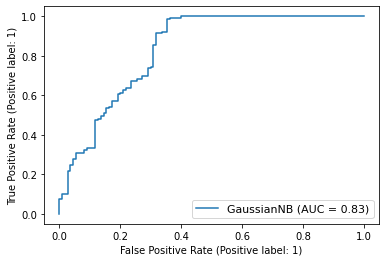 True Positive Rate (Positive label: 1)
1.0
0.8
0.6
0.4
0.2
0.0
GaussianNB (AUC = 0.83)
0.0 0.2 0.4 0.6 0.8 1.0
False Positive Rate (Positive label: 1)